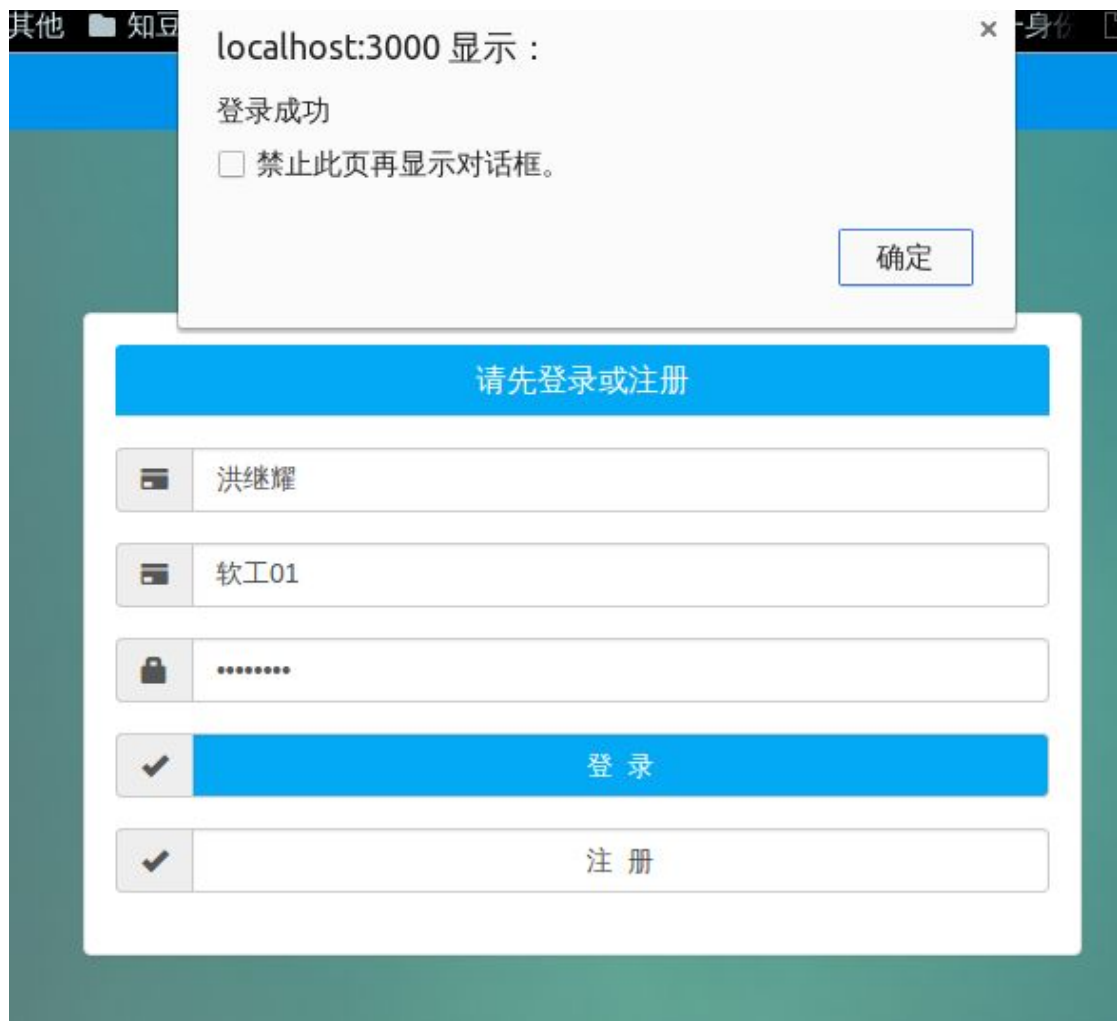 其他 知豆
localhost:3000 显示：
登录成功
禁止此页再显示对话框。
确定
请先登录或注册
洪继耀
软工01
••••••••
登 录
注 册